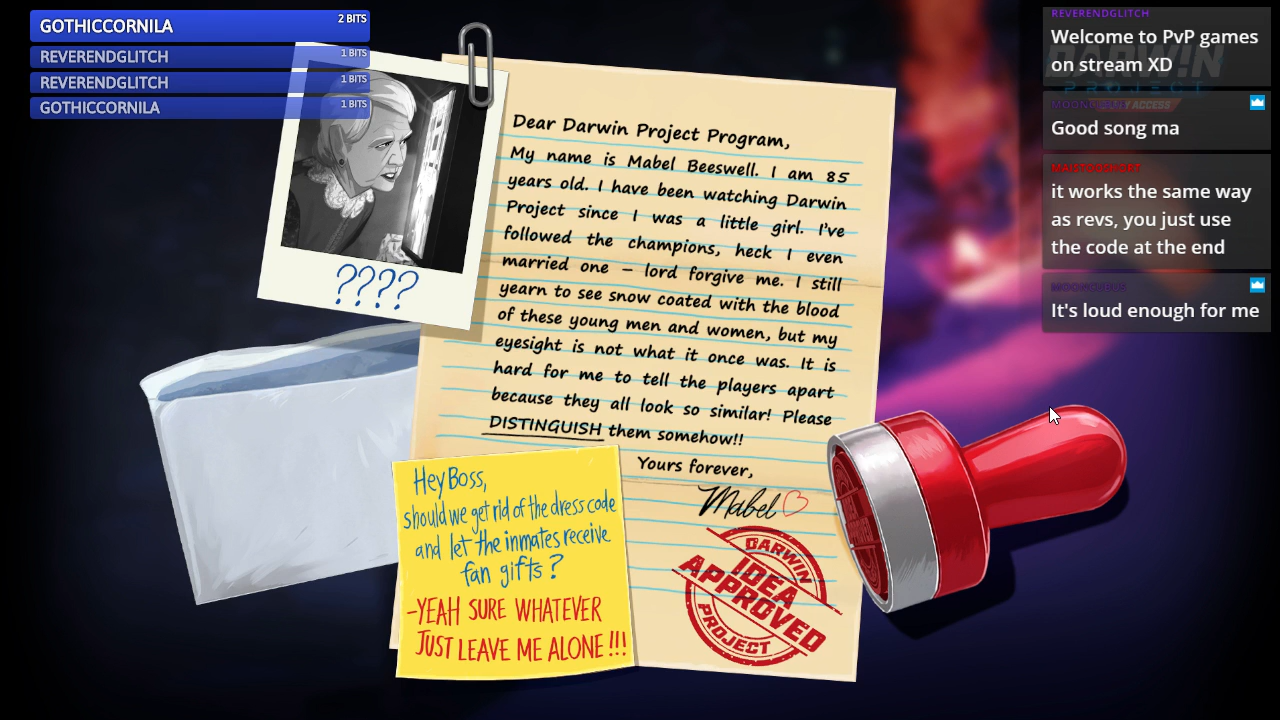 GOTHICCORNILA 2 BITS
REVERENDGLITCH 1 BITS
REVERENDGLITCH 1 BITS
GOTHICCORNILA 1 BITS
????
Dear Darwin Project Program,
My name is Mabel Beeswell. I am 85
years old. I have been watching Darwin
Project since I was a little girl. I've
followed the champions, heck I even
married one – lord forgive me. I still
yearn to see snow coated with the blood
of these young men and women, but my
eyesight is not what it once was. It is
hard for me to tell the players apart
because they all look so similar! Please
DISTINGUISH them somehow!!
Yours forever,
Mabel
DARWIN
IDEA
APPROVED
PROJECT
Hey Boss,
should we get rid of the dress code
and let the inmates receive
fan gifts?
-YEAH SURE WHATEVER
JUST LEAVE ME ALONE!!!
REVERENDGLITCH
Welcome to PvP games
on stream XD
DARWIN
PROJECT
ACCESS
Good song ma
MAISTOOSHORT
it works the same way
as revs, you just use
the code at the end
It's loud enough for me